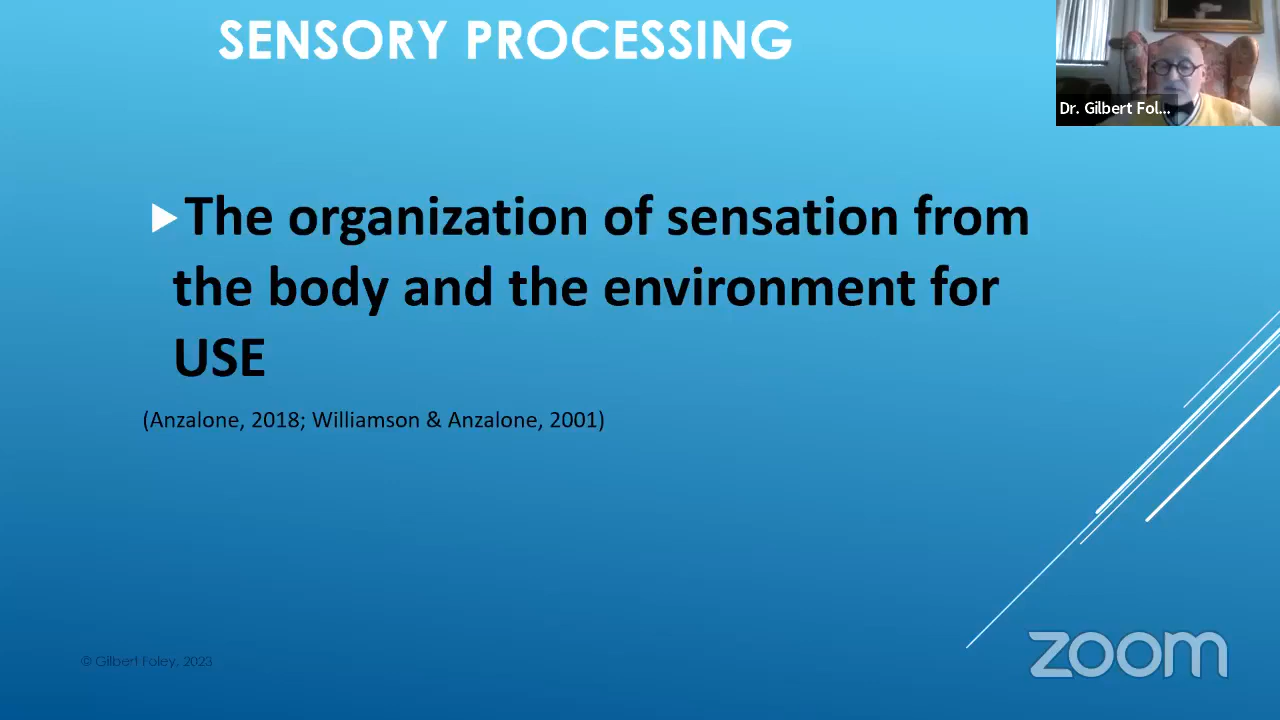 SENSORY PROCESSING
Dr. Gilbert Fol...
The organization of sensation from
the body and the environment for
USE
(Anzalone, 2018; Williamson & Anzalone, 2001)
© Gilbert Foley, 2023
zoom